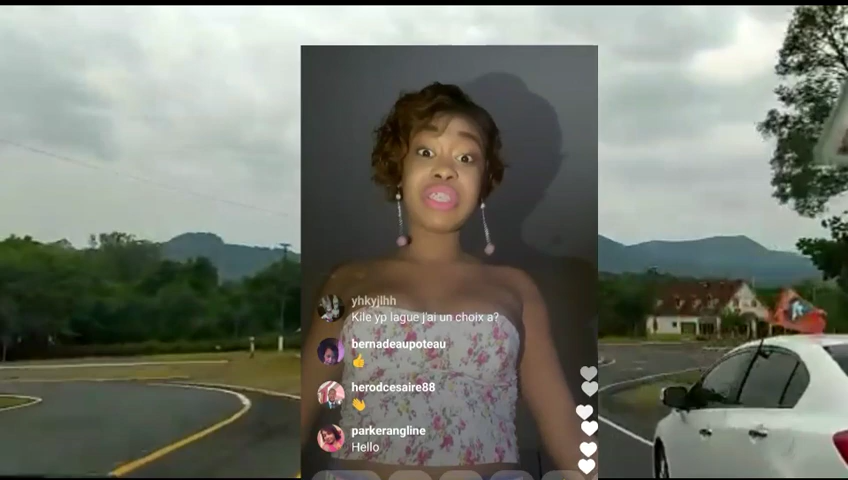 yhkyjlhh
Kile yp lague j'ai un choix a?
bernadeaupoteau
👍
herodcesaire88
👏
parkerangline
Hello